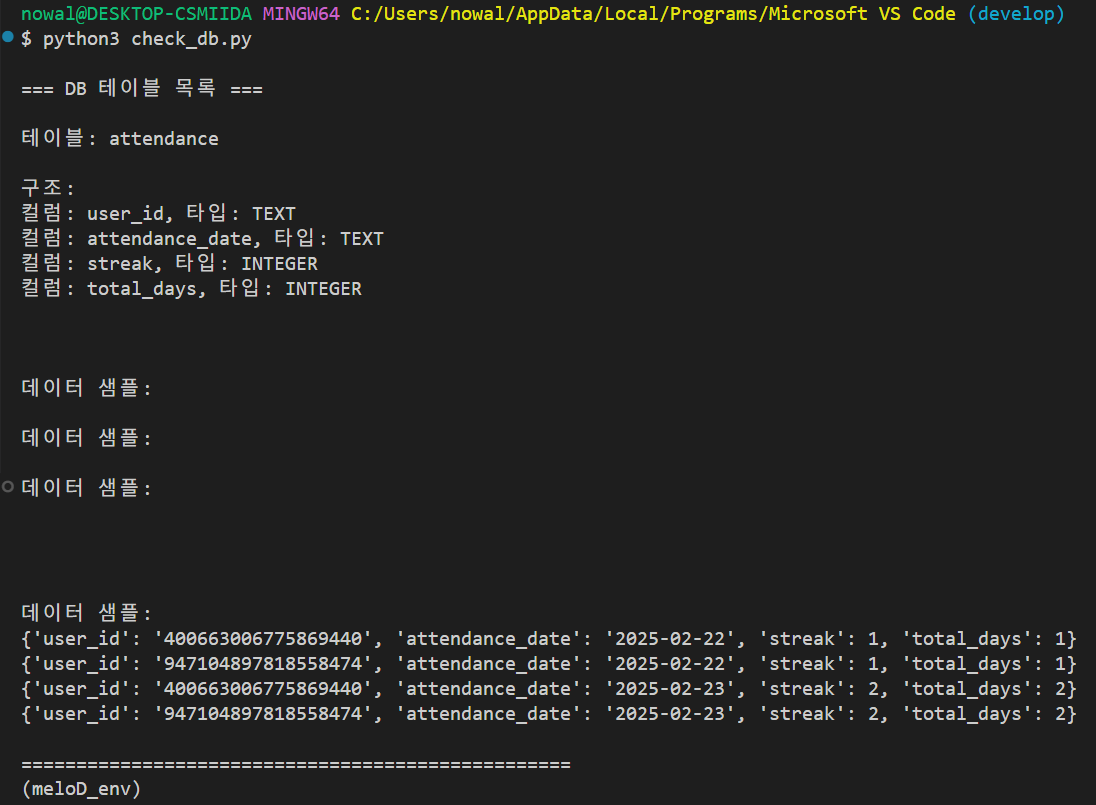 nowal@DESKTOP-CSMIIDA MINGW64 C:/Users/nowal/AppData/Local/Programs/Microsoft VS Code (develop)
$ python3 check_db.py
=== DB 테이블 목록 ===
테이블: attendance
구조:
컬럼: user_id, 타입: TEXT
컬럼: attendance_date, 타입: TEXT
컬럼: streak, 타입: INTEGER
컬럼: total_days, 타입: INTEGER
데이터 샘플:
데이터 샘플:
데이터 샘플:
데이터 샘플:
{'user_id': '400663006775869440', 'attendance_date': '2025-02-22', 'streak': 1, 'total_days': 1}
{'user_id': '947104897818558474', 'attendance_date': '2025-02-22', 'streak': 1, 'total_days': 1}
{'user_id': '400663006775869440', 'attendance_date': '2025-02-23', 'streak': 2, 'total_days': 2}
{'user_id': '947104897818558474', 'attendance_date': '2025-02-23', 'streak': 2, 'total_days': 2}
==================================================
(meloD_env)